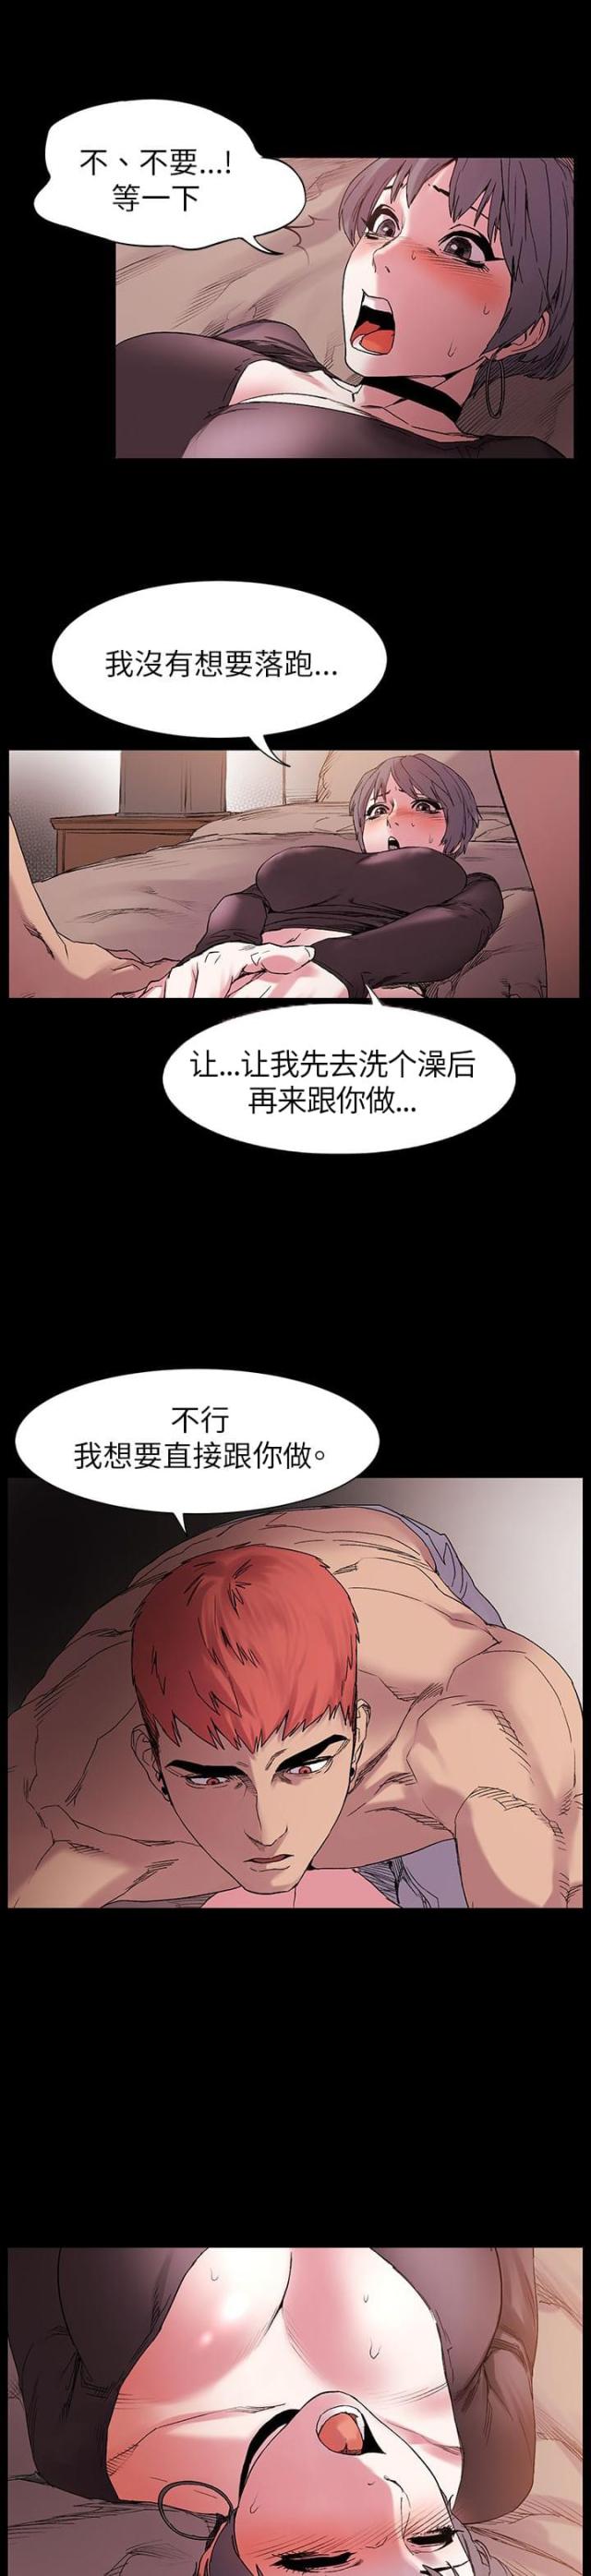 不、不要...!
等一下
我沒有想要落跑...
让...让我先去洗个澡后
再来跟你做...
不行
我想要直接跟你做。